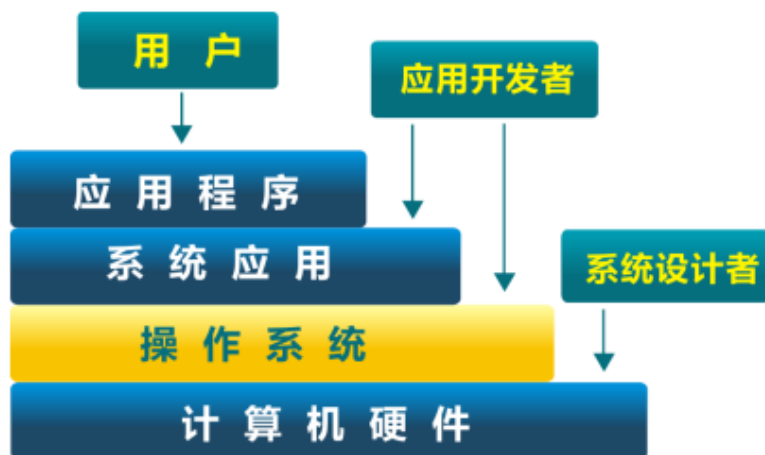 用户
应用开发者
应用程序
系统应用
系统设计者
操作系统
计算机硬件